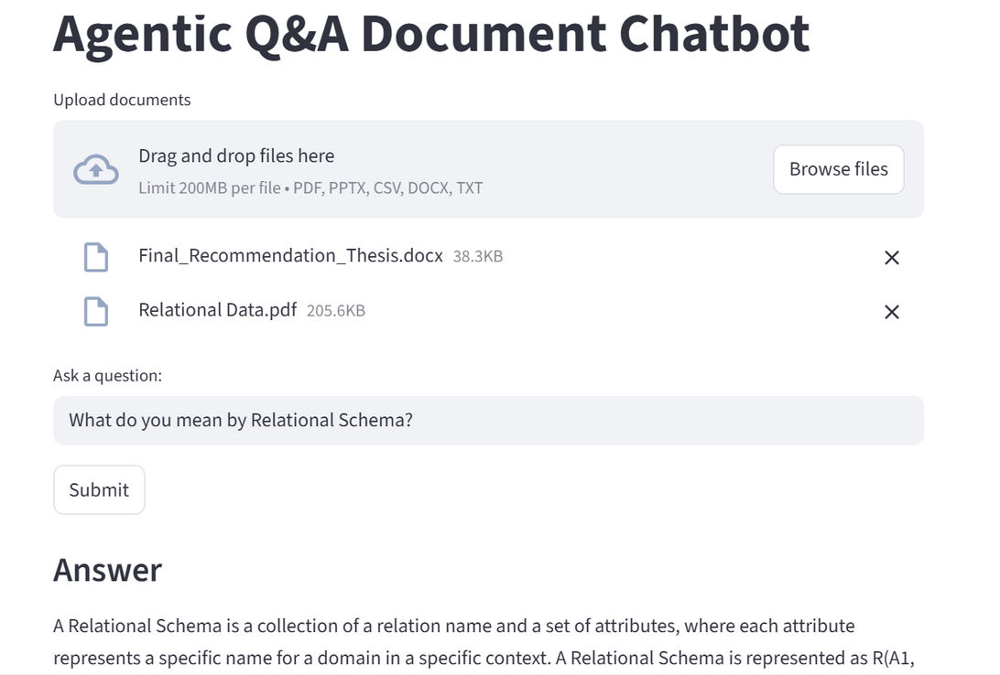 Agentic Q&A Document Chatbot
Upload documents
Drag and drop files here
Limit 200MB per file • PDF, PPTX, CSV, DOCX, TXT
Browse files
Final_Recommendation_Thesis.docx 38.3KB
Relational Data.pdf 205.6KB
Ask a question:
What do you mean by Relational Schema?
Submit
Answer
A Relational Schema is a collection of a relation name and a set of attributes, where each attribute
represents a specific name for a domain in a specific context. A Relational Schema is represented as R(A1,